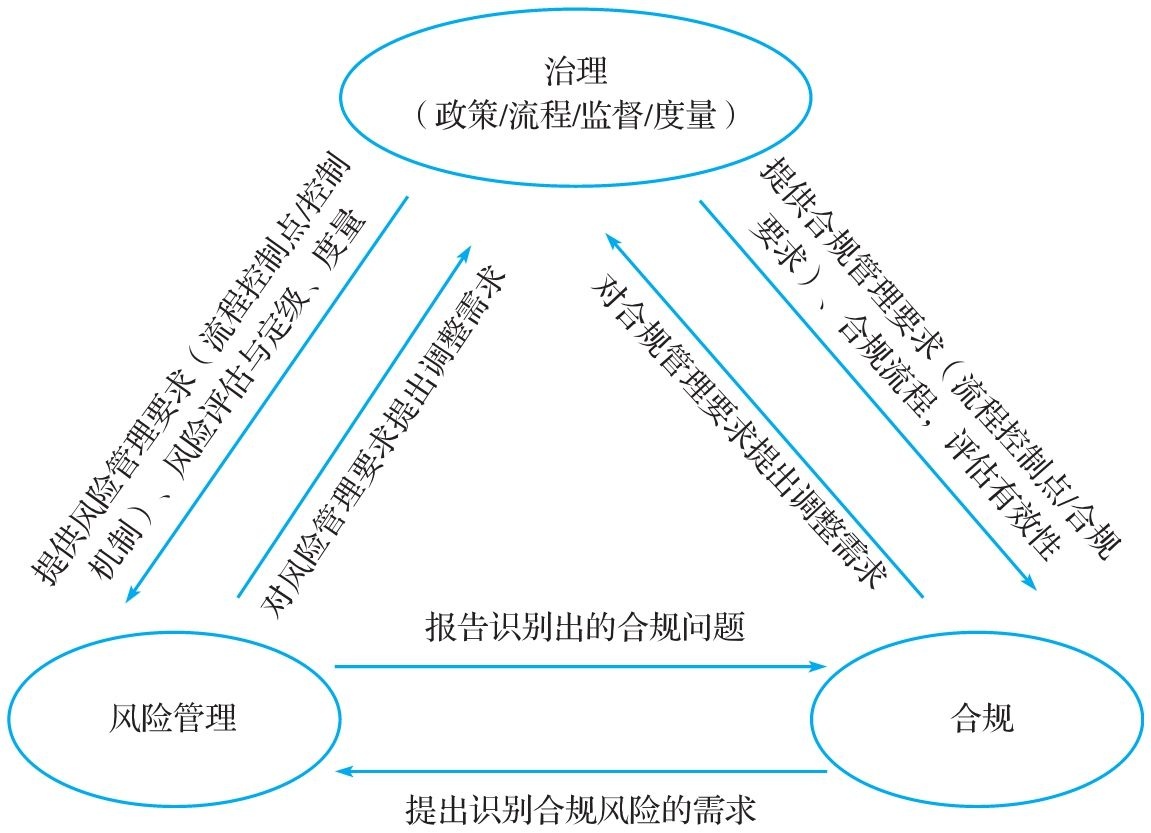 治理
（政策/流程/监督/度量）
提供风险管理要求（流程控制点/控制
机制）、风险评估与定级、度量
对风险管理要求提出调整需求
对合规管理要求提出调整需求
提供合规管理要求（流程控制点/合规
要求）、合规流程，评估有效性
报告识别出的合规问题
风险管理
合规
提出识别合规风险的需求